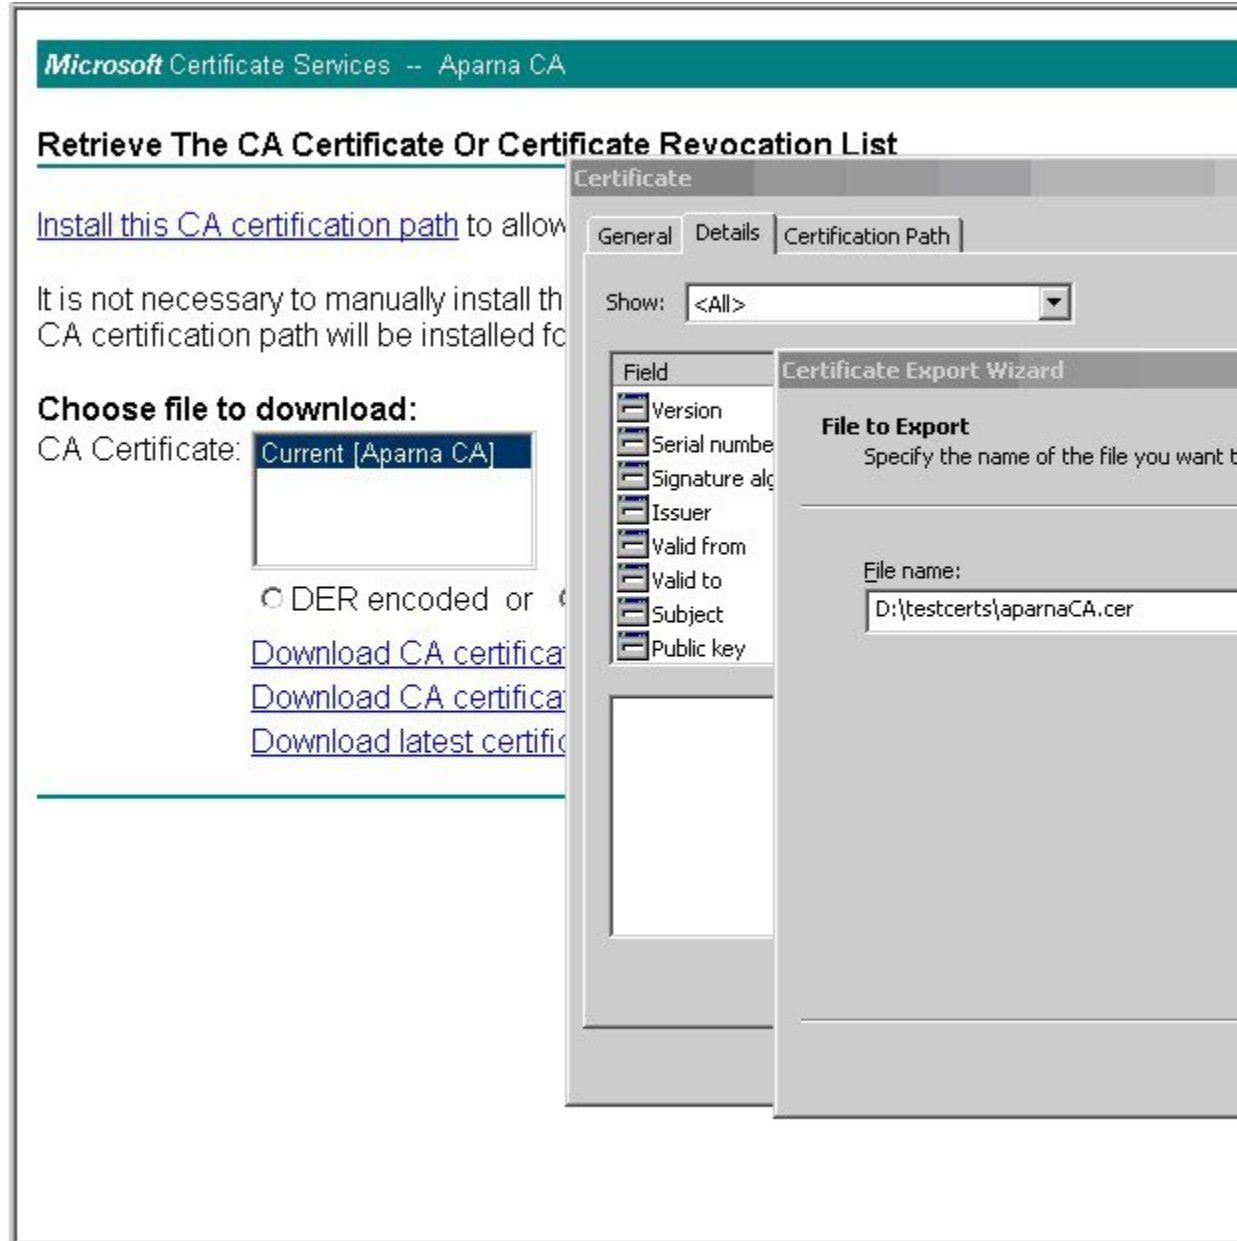 Microsoft Certificate Services -- Aparna CA
Retrieve The CA Certificate Or Certificate Revocation List
Install this CA certification path to allow
It is not necessary to manually install th
CA certification path will be installed fo
Choose file to download:
CA Certificate:
Current [Aparna CA]
DER encoded or
Download CA certifica
Download CA certifica
Download latest certific
Certificate
General Details Certification Path
Show: <All>
Field
Version
Serial numbe
Signature alg
Issuer
Valid from
Valid to
Subject
Public key
Certificate Export Wizard
File to Export
Specify the name of the file you want t
File name:
D:\testcerts\aparnaCA.cer